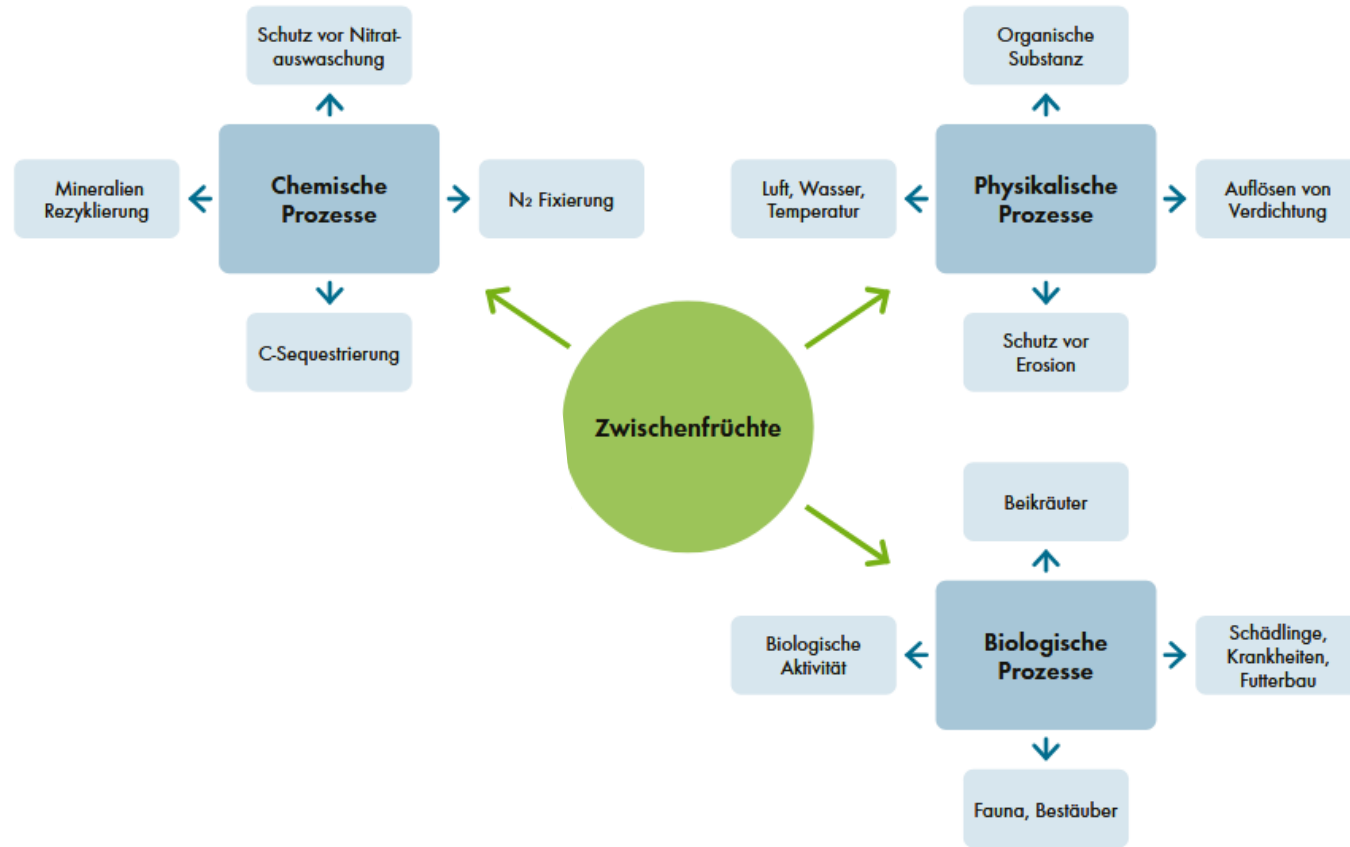 Schutz vor Nitrat-
auswaschung
Mineralien
Rezyklierung
Chemische
Prozesse
N₂ Fixierung
C-Sequestrierung
Organische
Substanz
Luft, Wasser,
Temperatur
Physikalische
Prozesse
Auflösen von
Verdichtung
Schutz vor
Erosion
Zwischenfrüchte
Beikräuter
Biologische
Aktivität
Biologische
Prozesse
Schädlinge,
Krankheiten,
Futterbau
Fauna, Bestäuber